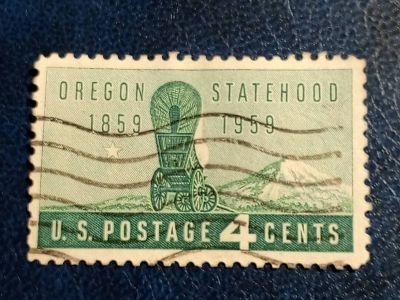 OREGON STATEHOOD
1859 1959
U.S. POSTAGE 4 CENTS